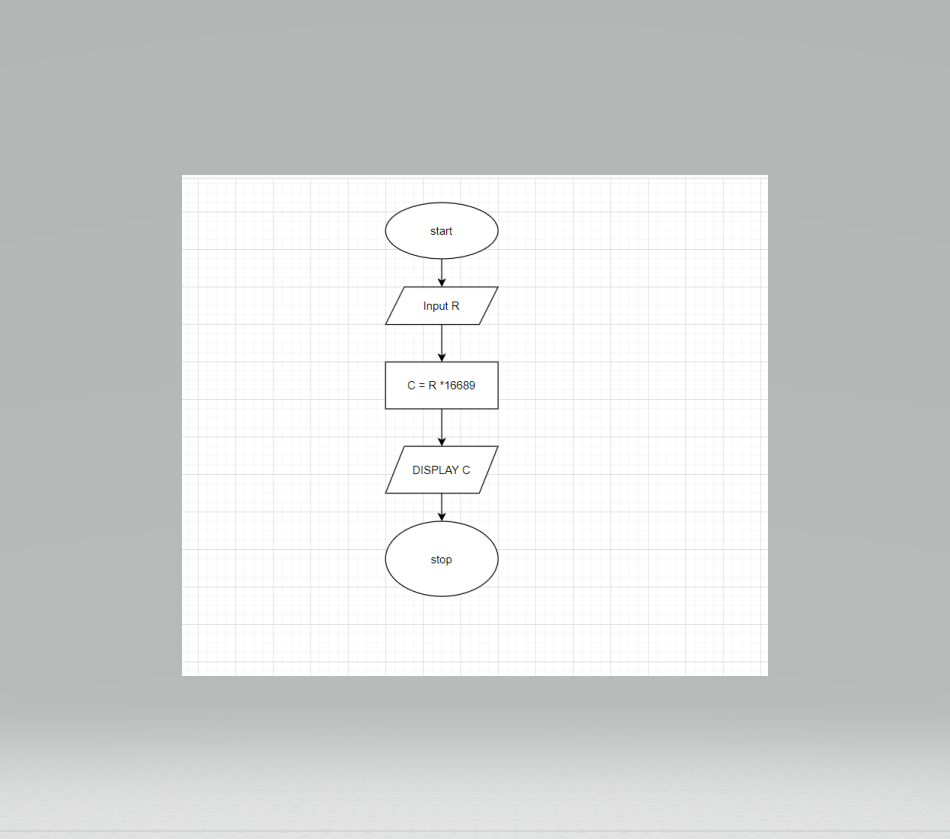 start
Input R
C = R *16689
DISPLAY C
stop